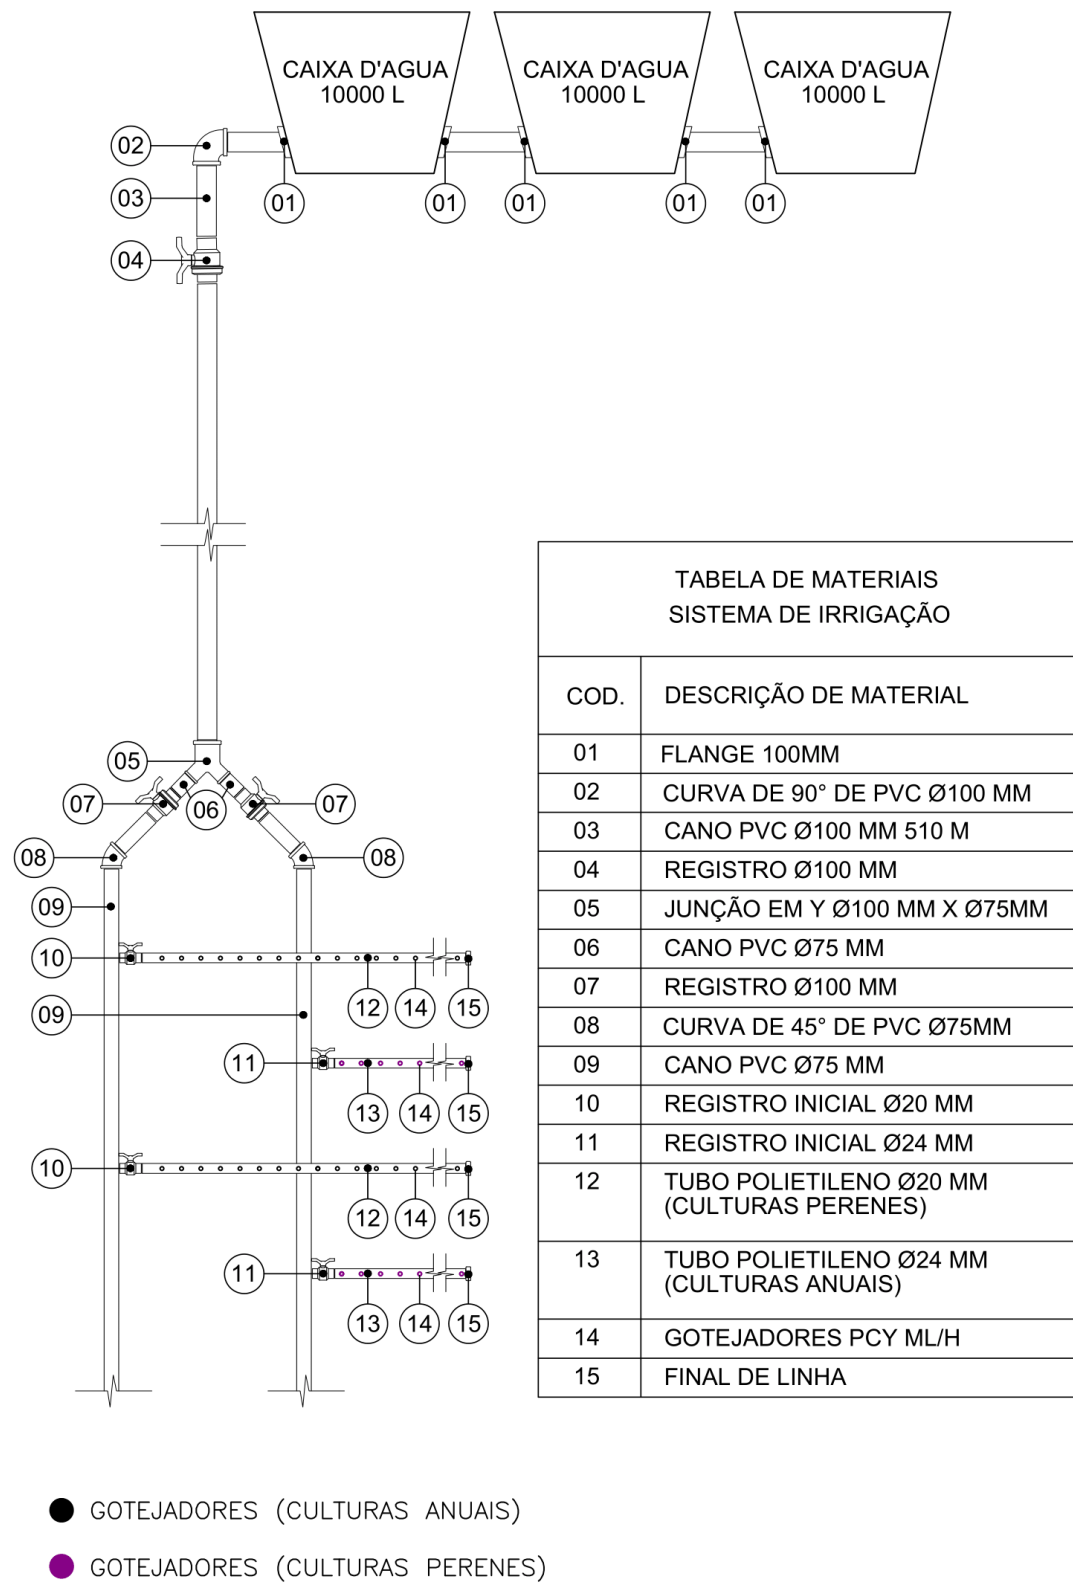 CAIXA D'AGUA
10000 L
CAIXA D'AGUA
10000 L
CAIXA D'AGUA
10000 L
02
03
01
01
01
01
01
04
05
07
06
07
08
08
09
10
12
14
15
09
11
13
14
15
10
12
14
15
11
13
14
15
TABELA DE MATERIAIS
SISTEMA DE IRRIGAÇÃO
COD. DESCRIÇÃO DE MATERIAL
01 FLANGE 100MM
02 CURVA DE 90° DE PVC Ø100 MM
03 CANO PVC Ø100 MM 510 M
04 REGISTRO Ø100 MM
05 JUNÇÃO EM Y Ø100 MM X Ø75MM
06 CANO PVC Ø75 MM
07 REGISTRO Ø100 MM
08 CURVA DE 45° DE PVC Ø75MM
09 CANO PVC Ø75 MM
10 REGISTRO INICIAL Ø20 MM
11 REGISTRO INICIAL Ø24 MM
12 TUBO POLIETILENO Ø20 MM
(CULTURAS PERENES)
13 TUBO POLIETILENO Ø24 MM
(CULTURAS ANUAIS)
14 GOTEJADORES PCY ML/H
15 FINAL DE LINHA
GOTEJADORES (CULTURAS ANUAIS)
GOTEJADORES (CULTURAS PERENES)